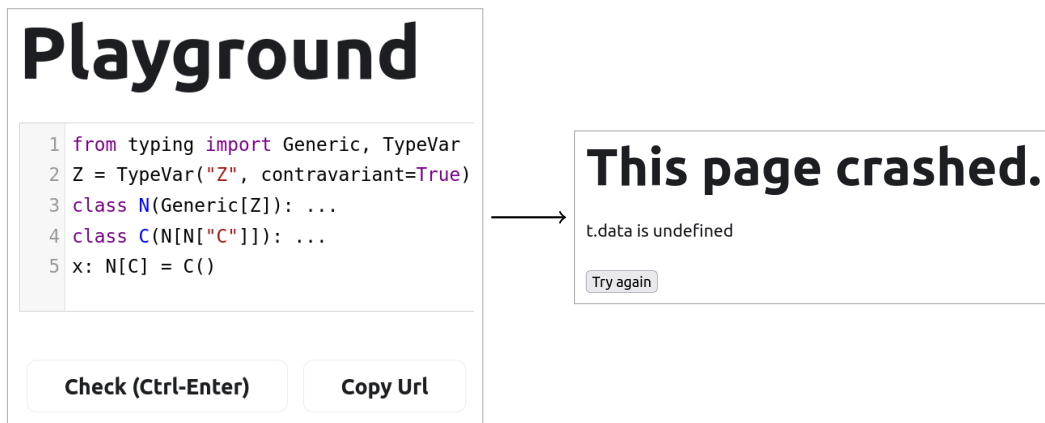 Playground
1 from typing import Generic, TypeVar
2 Z = TypeVar("Z", contravariant=True)
3 class N(Generic[Z]): ...
4 class C(N[N["C"]]): ...
5 x: N[C] = C()
Check (Ctrl-Enter)
Copy Url
This page crashed.
t.data is undefined
Try again